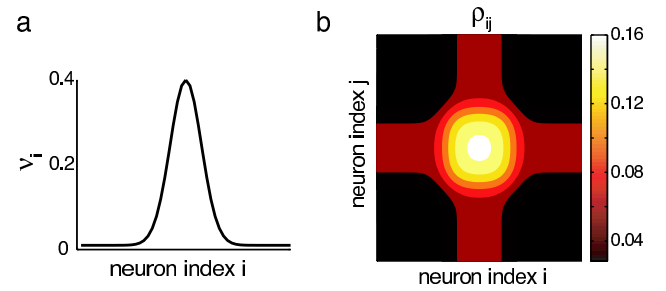 a
0.4
0.2
0
νi
neuron index i
b
ρij
neuron index j
neuron index i
0.16
0.12
0.08
0.04